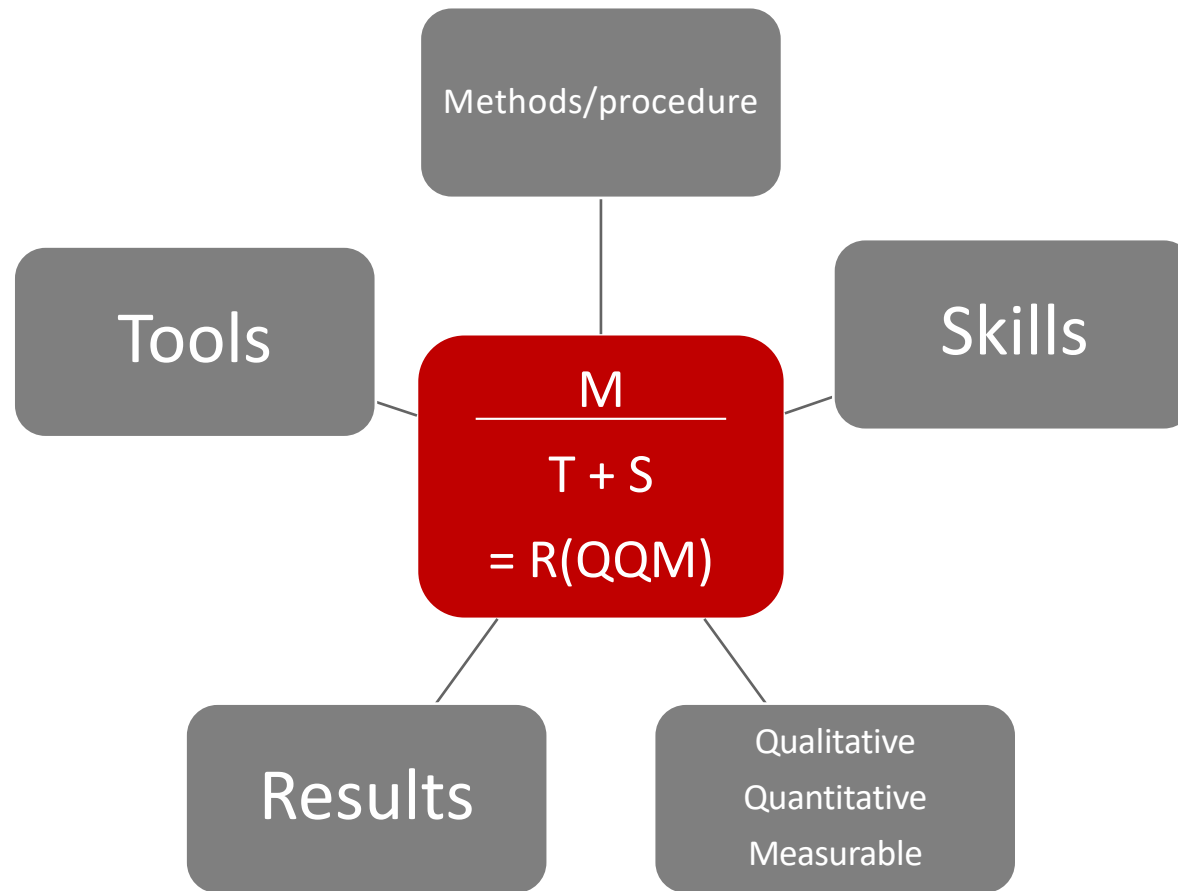 Methods/procedure
Tools
Skills
M
T + S
= R(QQM)
Results
Qualitative
Quantitative
Measurable